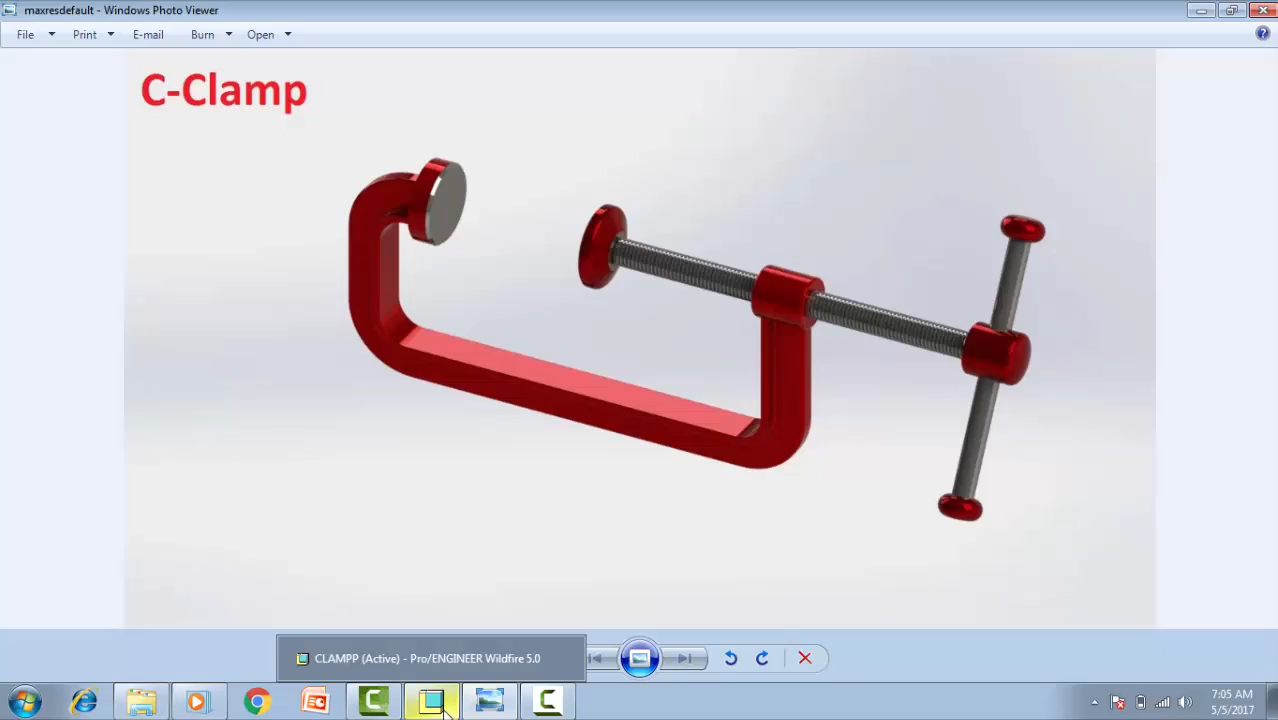 maxresdefault - Windows Photo Viewer
File Print E-mail Burn Open
C-Clamp
CLAMPP (Active) - Pro/ENGINEER Wildfire 5.0
7:05 AM
5/5/2017